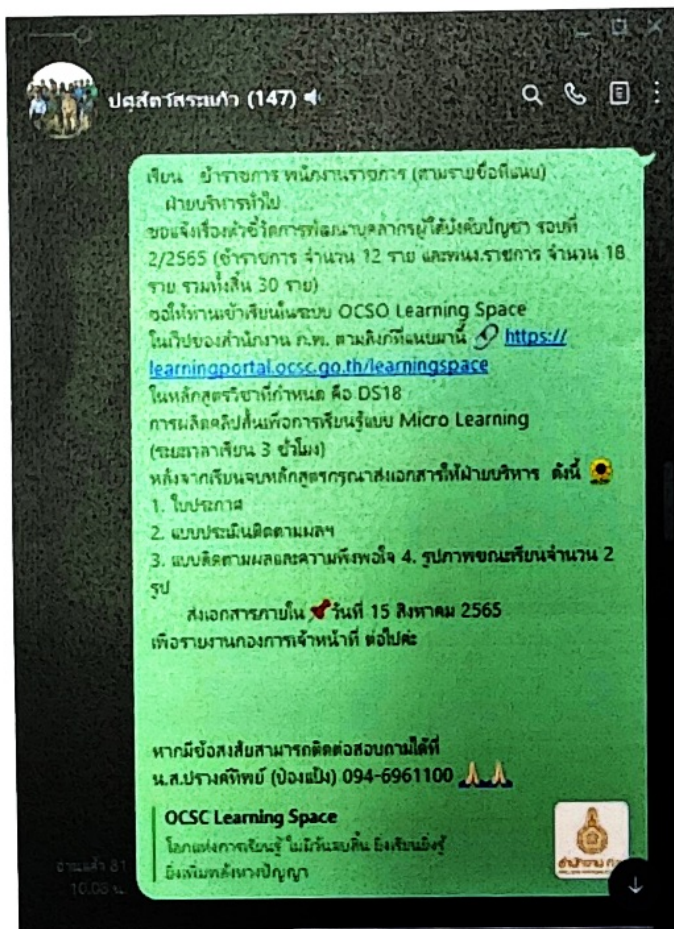 ปศุสัตว์สระแก้ว (147)
เรียน ข้าราชการ พนักงานราชการ (ตามรายชื่อที่แนบ)
ฝ่ายบริหารทั่วไป
ขอแจ้งเรื่องตัวชี้วัดการพัฒนาบุคลากรผู้ใต้บังคับบัญชา รอบที่
2/2565 (ข้าราชการ จำนวน 12 ราย และพนง.ราชการ จำนวน 18
ราย รวมทั้งสิ้น 30 ราย)
ขอให้ท่านเข้าเรียนในระบบ OCSO Learning Space
ในเว็ปของสำนักงาน ก.พ. ตามลิงก์ที่แนบมานี้ 🔗 https://
learningportal.ocsc.go.th/learningspace
ในหลักสูตรวิชาที่กำหนด คือ DS18
การผลิตคลิปสั้นเพื่อการเรียนรู้แบบ Micro Learning
(ระยะเวลาเรียน 3 ชั่วโมง)
หลังจากเรียนจบหลักสูตรกรุณาส่งเอกสารให้ฝ่ายบริหาร ดังนี้ 🌻
1. ใบประกาศ
2. แบบประเมินติดตามผลฯ
3. แบบติดตามผลและความพึงพอใจ 4. รูปภาพขณะเรียนจำนวน 2
รูป
ส่งเอกสารภายใน 📌วันที่ 15 สิงหาคม 2565
เพื่อรายงานกองการเจ้าหน้าที่ ต่อไปค่ะ
หากมีข้อสงสัยสามารถติดต่อสอบถามได้ที่
น.ส.ปรางค์ทิพย์ (ป๋องแป๋ง) 094-6961100 🙏🙏
OCSC Learning Space
โลกแห่งการเรียนรู้ ไม่มีวันจบสิ้น ยิ่งเรียนยิ่งรู้
ยิ่งเพิ่มพลังทางปัญญา
สำนักงาน ก.พ.
อ่านแล้ว 81
10.08 น.